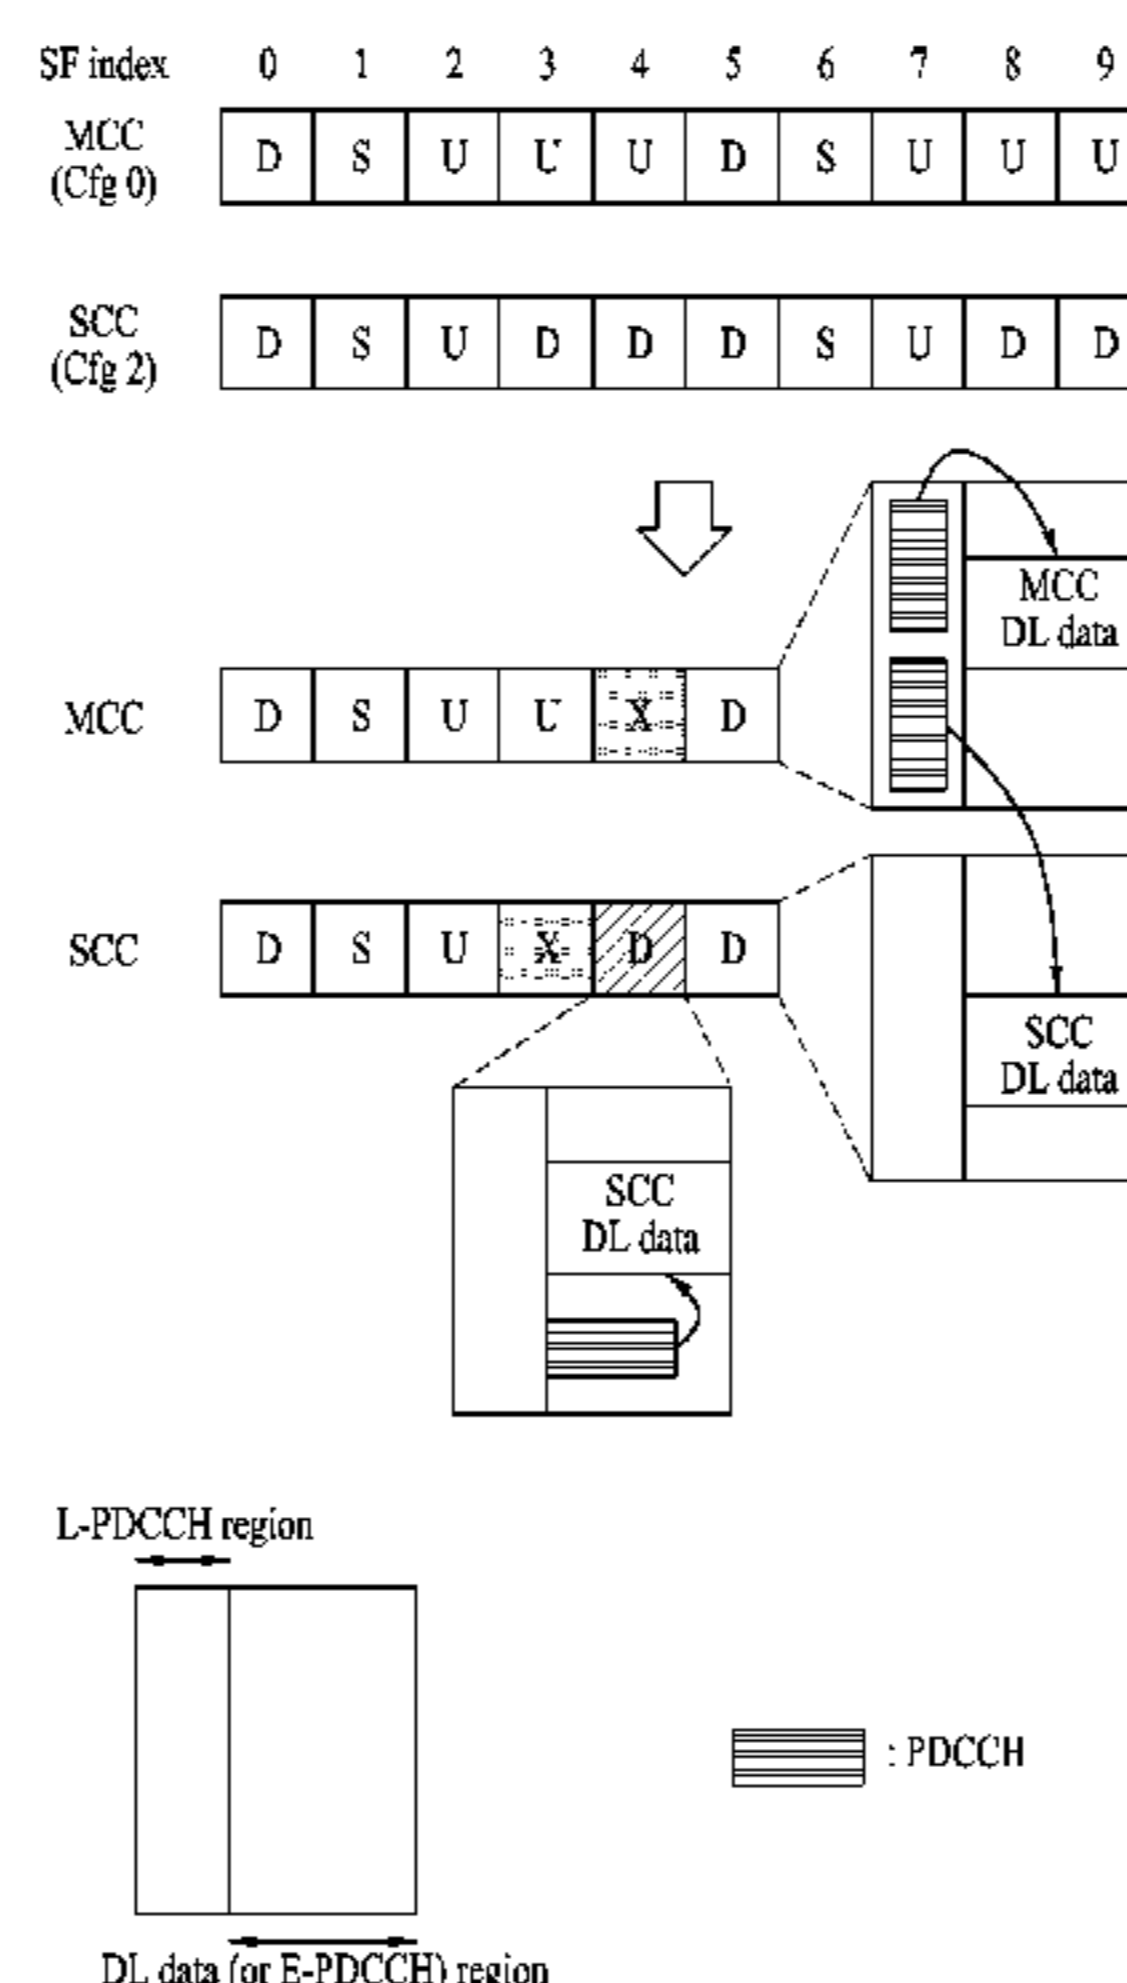 SF index 0 1 2 3 4 5 6 7 8 9
MCC
(Cfg 0)
D S U U U D S U U U
SCC
(Cfg 2)
D S U D D D S U D D
MCC
DL data
MCC D S U U X D
SCC D S U X D D
SCC
DL data
SCC
DL data
L-PDCCH region
: PDCCH
DL data (or E-PDCCH) region